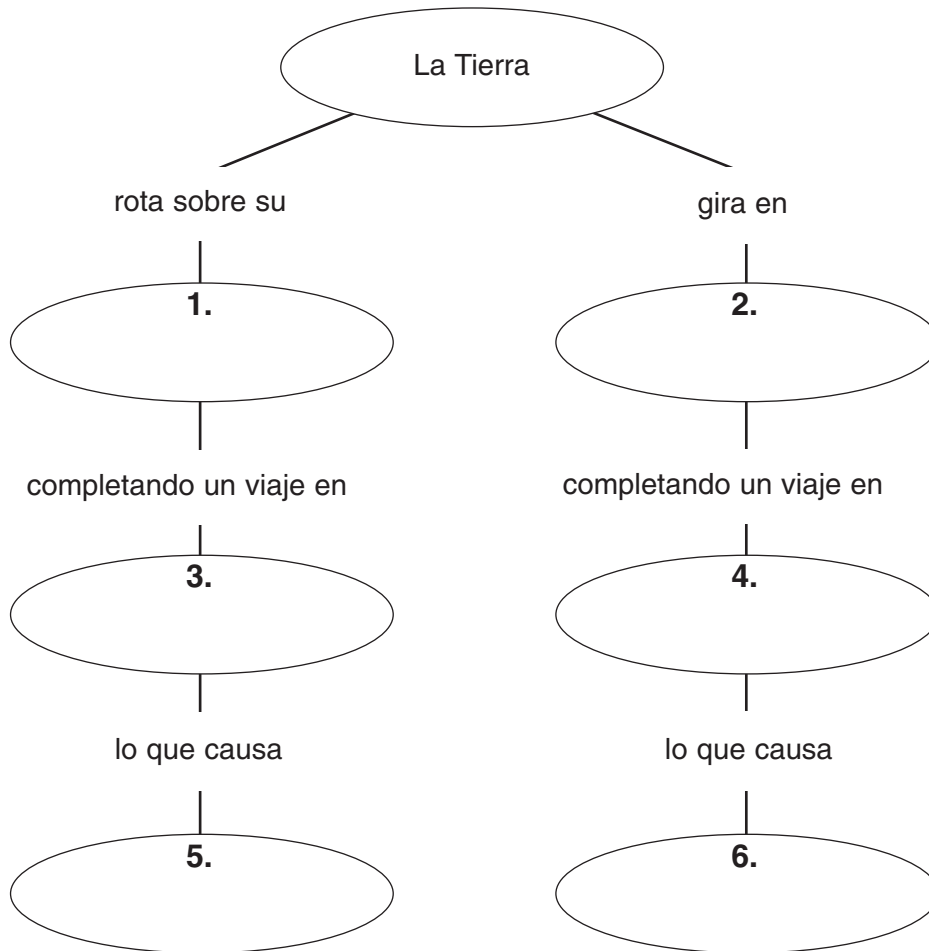 La Tierra
rota sobre su
gira en
1.
2.
completando un viaje en
completando un viaje en
3.
4.
lo que causa
lo que causa
5.
6.